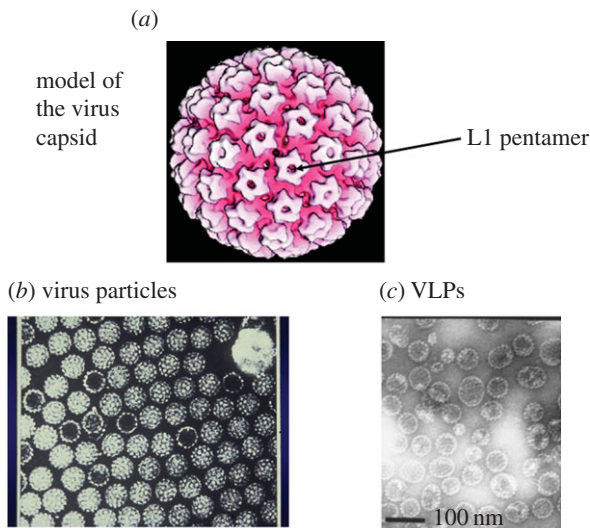 (a)
model of
the virus
capsid
L1 pentamer
(b) virus particles
(c) VLPs
100 nm